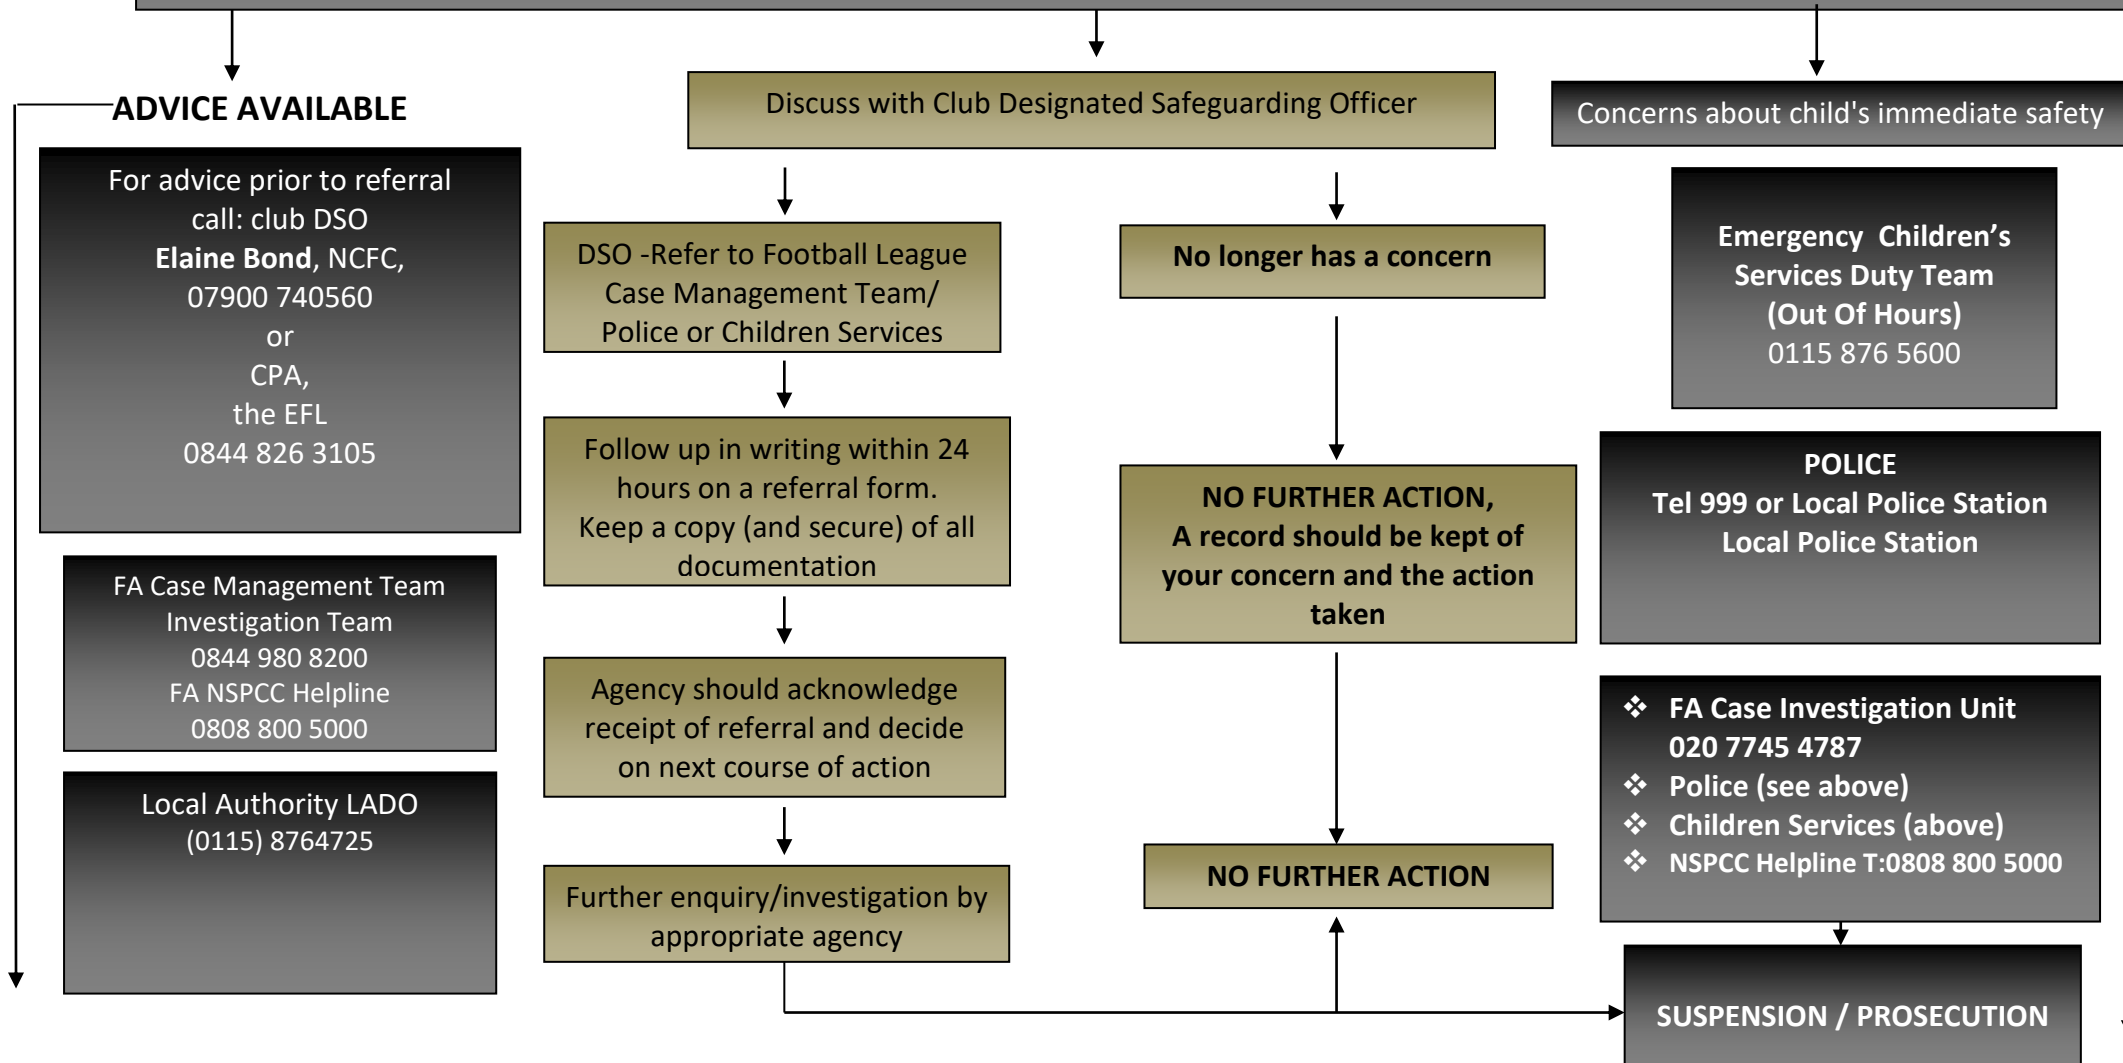 ADVICE AVAILABLE
For advice prior to referral
call: club DSO
Elaine Bond, NCFC,
07900 740560
or
CPA,
the EFL
0844 826 3105
FA Case Management Team
Investigation Team
0844 980 8200
FA NSPCC Helpline
0808 800 5000
Local Authority LADO
(0115) 8764725
Discuss with Club Designated Safeguarding Officer
DSO -Refer to Football League
Case Management Team/
Police or Children Services
Follow up in writing within 24
hours on a referral form.
Keep a copy (and secure) of all
documentation
Agency should acknowledge
receipt of referral and decide
on next course of action
Further enquiry/investigation by
appropriate agency
No longer has a concern
NO FURTHER ACTION,
A record should be kept of
your concern and the action
taken
NO FURTHER ACTION
Concerns about child's immediate safety
Emergency  Children’s
Services Duty Team
(Out Of Hours)
0115 876 5600
POLICE
Tel 999 or Local Police Station
Local Police Station
❖ FA Case Investigation Unit
020 7745 4787
❖ Police (see above)
❖ Children Services (above)
❖ NSPCC Helpline T:0808 800 5000
SUSPENSION / PROSECUTION